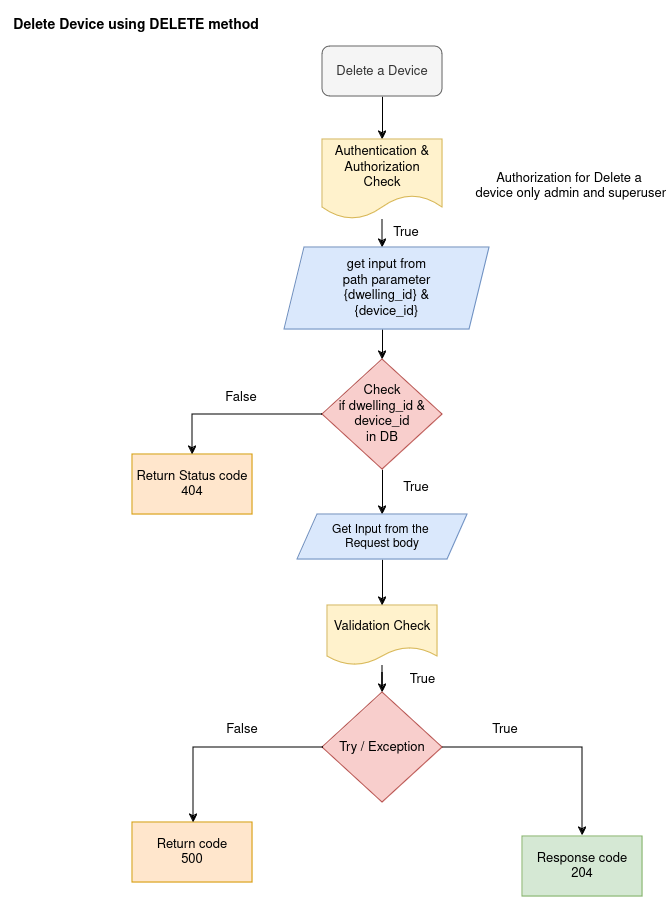 Delete Device using DELETE method
Delete a Device
Authentication &
Authorization
Check
Authorization for Delete a
device only admin and superuser
True
get input from
path parameter
{dwelling_id} &
{device_id}
Check
if dwelling_id &
device_id
in DB
False
Return Status code
404
True
Get Input from the
Request body
Validation Check
True
Try / Exception
False
True
Return code
500
Response code
204